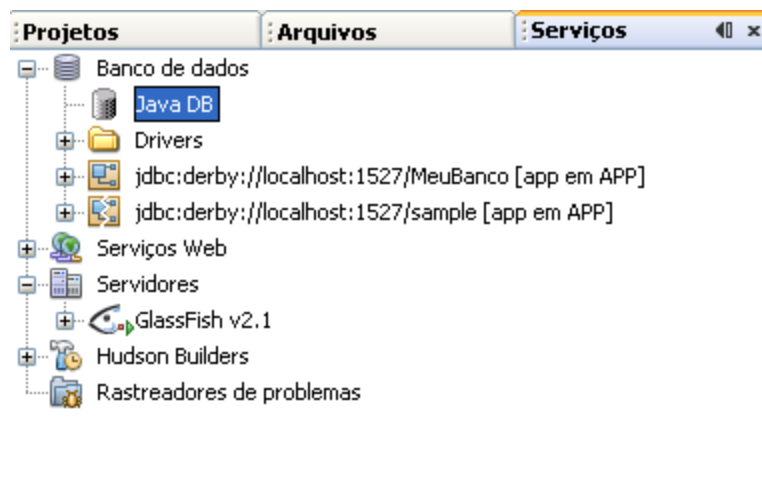 Projetos Arquivos Serviços
Banco de dados
Java DB
Drivers
jdbc:derby://localhost:1527/MeuBanco [app em APP]
jdbc:derby://localhost:1527/sample [app em APP]
Serviços Web
Servidores
GlassFish v2.1
Hudson Builders
Rastreadores de problemas